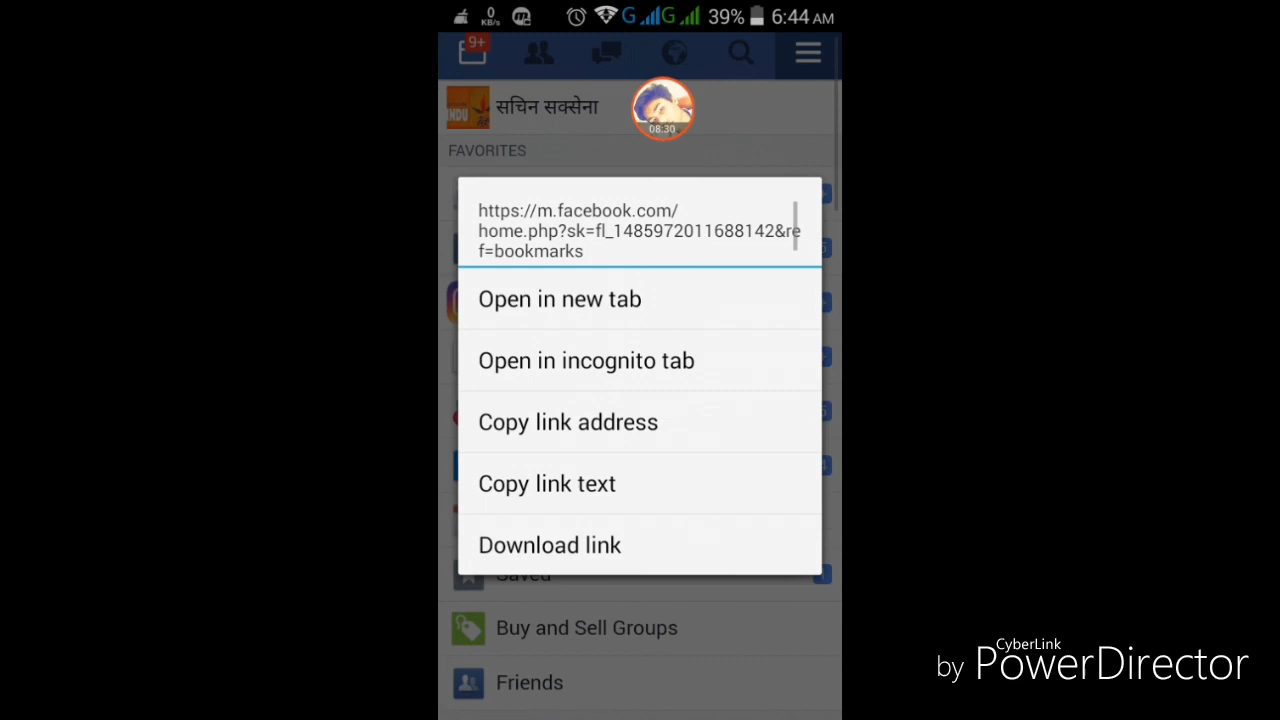 0
KB/s
G
G
39%
6:44 AM
9+
सचिन सक्सेना
INDU
08:30
FAVORITES
https://m.facebook.com/
home.php?sk=fl_1485972011688142&re
f=bookmarks
Open in new tab
Open in incognito tab
Copy link address
Copy link text
Download link
Saved
Buy and Sell Groups
Friends
CyberLink
by PowerDirector